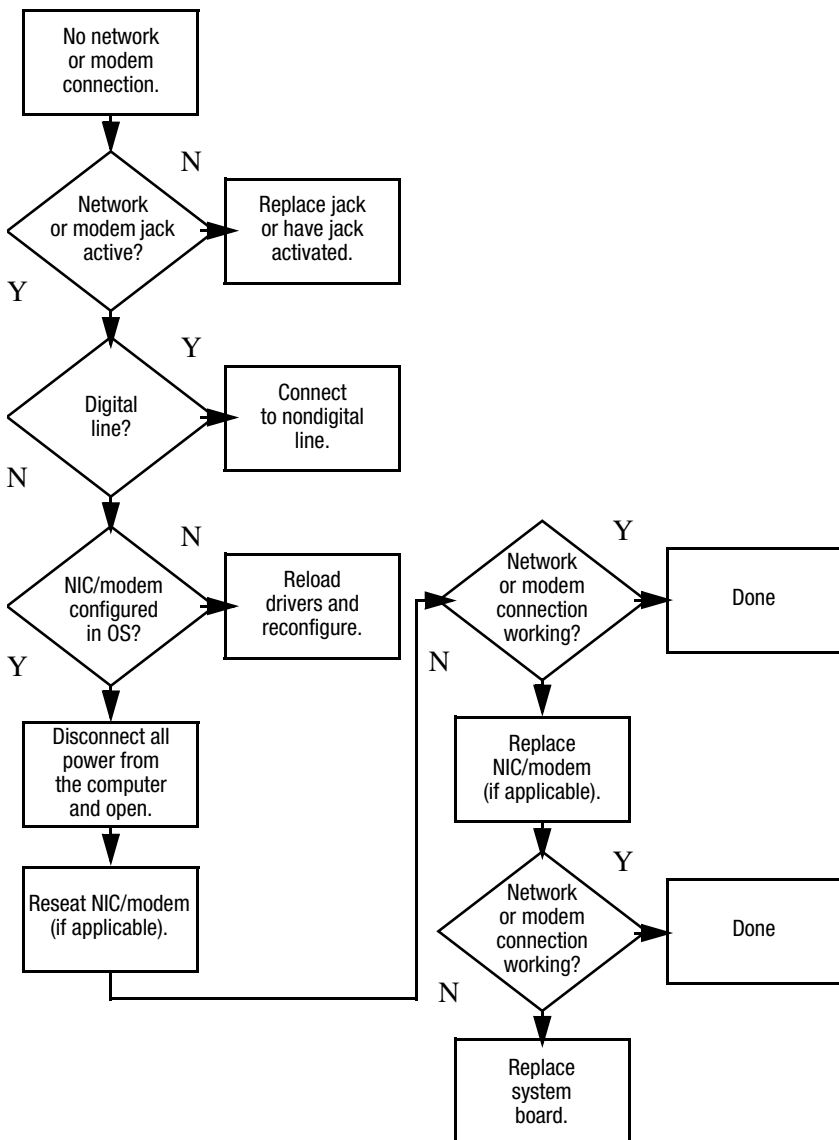 No network
or modem
connection.
N
Network
or modem jack
active?
Replace jack
or have jack
activated.
Y
Y
Digital
line?
Connect
to nondigital
line.
N
N
NIC/modem
configured
in OS?
Reload
drivers and
reconfigure.
Y
Disconnect all
power from
the computer
and open.
Reseat NIC/modem
(if applicable).
Y
Network
or modem
connection
working?
Done
N
Replace
NIC/modem
(if applicable).
Y
Network
or modem
connection
working?
Done
N
Replace
system
board.